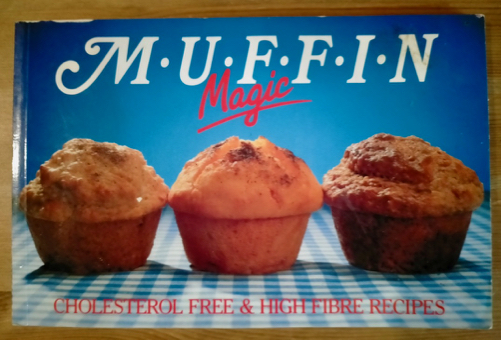 M·U·F·F·I·N
Magic
CHOLESTEROL FREE & HIGH FIBRE RECIPES